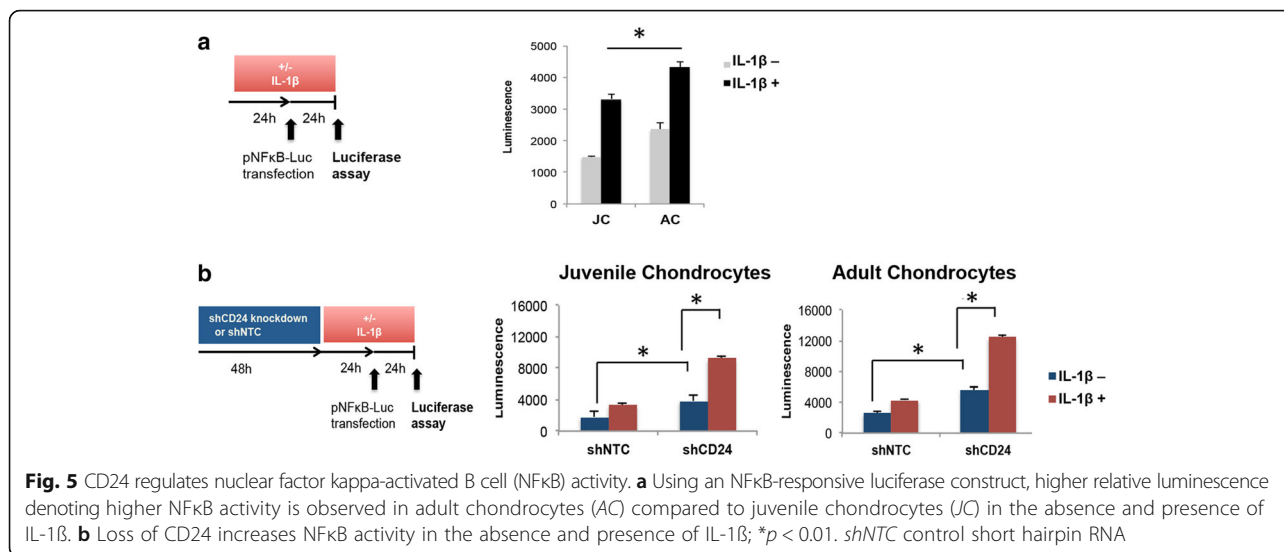 a
+/-
IL-1β
24h
24h
pNFκB-Luc
transfection
Luciferase
assay
Luminescence
5000
4000
3000
2000
1000
0
*
IL-1β –
IL-1β +
JC
AC
b
shCD24 knockdown
or shNTC
+/-
IL-1β
48h
24h
24h
pNFκB-Luc
transfection
Luciferase
assay
Juvenile Chondrocytes
Luminescence
16000
12000
8000
4000
0
*
*
shNTC
shCD24
Adult Chondrocytes
Luminescence
16000
12000
8000
4000
0
*
*
shNTC
shCD24
IL-1β –
IL-1β +
Fig. 5 CD24 regulates nuclear factor kappa-activated B cell (NFκB) activity. a Using an NFκB-responsive luciferase construct, higher relative luminescence
denoting higher NFκB activity is observed in adult chondrocytes (AC) compared to juvenile chondrocytes (JC) in the absence and presence of
IL-1ß. b Loss of CD24 increases NFκB activity in the absence and presence of IL-1ß; *p < 0.01. shNTC control short hairpin RNA